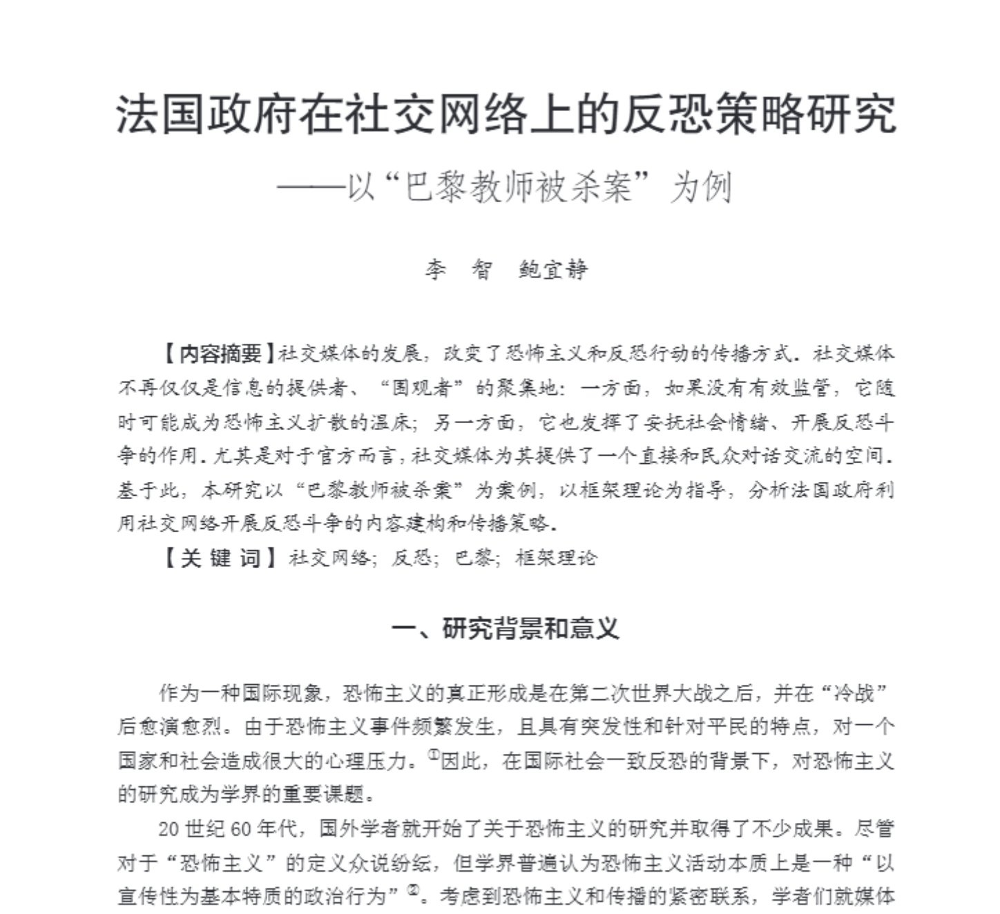 法国政府在社交网络上的反恐策略研究
——以“巴黎教师被杀案”为例
李 智 鲍宜静
【内容摘要】社交媒体的发展，改变了恐怖主义和反恐行动的传播方式．社交媒体
不再仅仅是信息的提供者、“围观者”的聚集地：一方面，如果没有有效监管，它随
时可能成为恐怖主义扩散的温床；另一方面，它也发挥了安抚社会情绪、开展反恐斗
争的作用．尤其是对于官方而言，社交媒体为其提供了一个直接和民众对话交流的空间．
基于此，本研究以“巴黎教师被杀案”为案例，以框架理论为指导，分析法国政府利
用社交网络开展反恐斗争的内容建构和传播策略．
【关 键 词】社交网络；反恐；巴黎；框架理论
一、研究背景和意义
作为一种国际现象，恐怖主义的真正形成是在第二次世界大战之后，并在“冷战”
后愈演愈烈。由于恐怖主义事件频繁发生，且具有突发性和针对平民的特点，对一个
国家和社会造成很大的心理压力。①因此，在国际社会一致反恐的背景下，对恐怖主义
的研究成为学界的重要课题。
20 世纪 60 年代，国外学者就开始了关于恐怖主义的研究并取得了不少成果。尽管
对于“恐怖主义”的定义众说纷纭，但学界普遍认为恐怖主义活动本质上是一种“以
宣传性为基本特质的政治行为”②。考虑到恐怖主义和传播的紧密联系，学者们就媒体